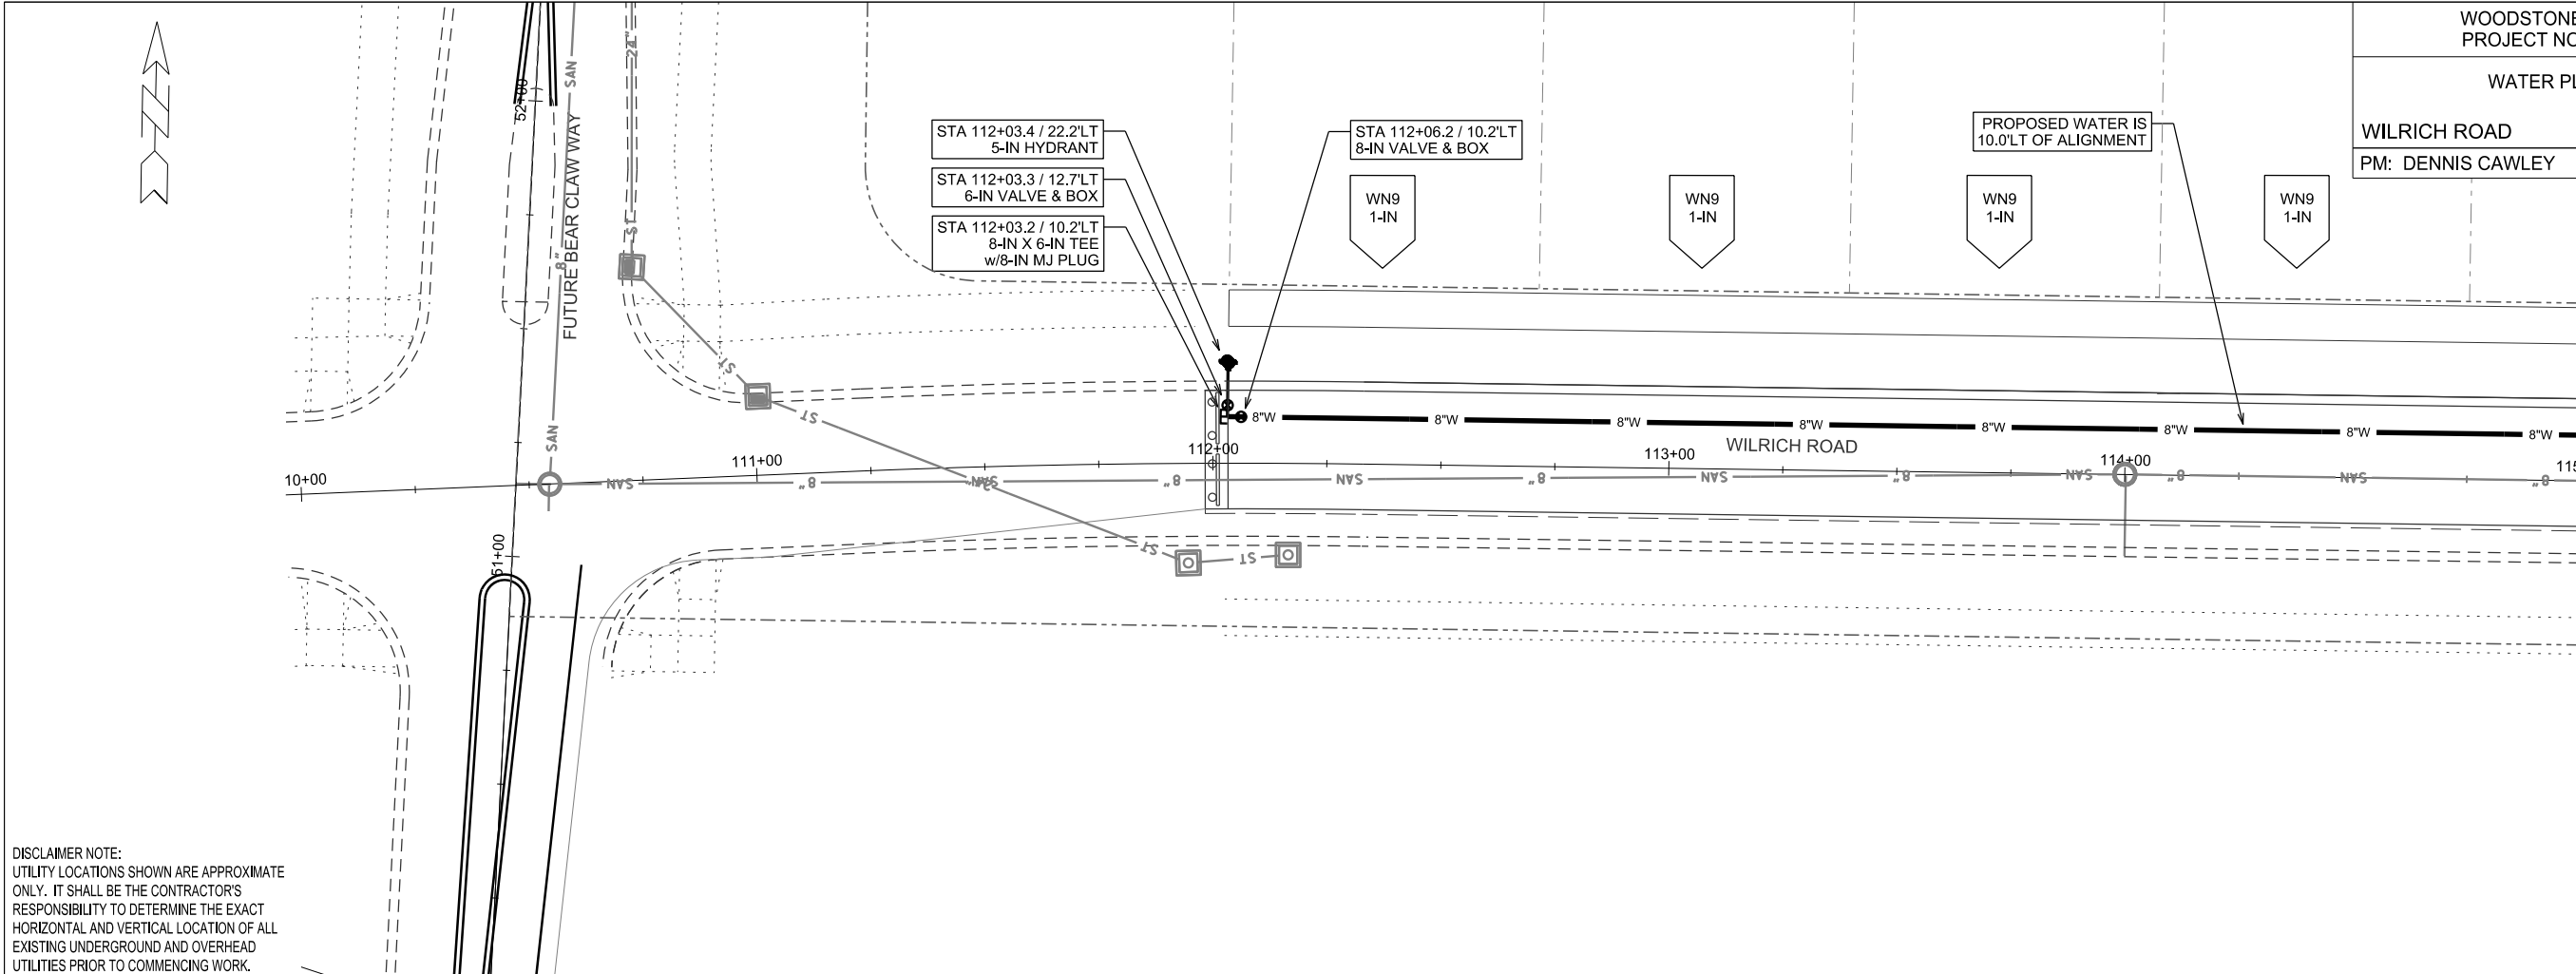 WOODSTONE
PROJECT NO
WATER PL
WILRICH ROAD
PM: DENNIS CAWLEY
N
52+00
FUTURE BEAR CLAW WAY
SAN
8"
SAN
24"
ST
ST
ST
ST
ST
STA 112+03.4 / 22.2'LT
5-IN HYDRANT
STA 112+03.3 / 12.7'LT
6-IN VALVE & BOX
STA 112+03.2 / 10.2'LT
8-IN X 6-IN TEE
w/8-IN MJ PLUG
STA 112+06.2 / 10.2'LT
8-IN VALVE & BOX
PROPOSED WATER IS
10.0'LT OF ALIGNMENT
WN9
1-IN
WN9
1-IN
WN9
1-IN
WN9
1-IN
8"W
8"W
8"W
8"W
8"W
8"W
8"W
8"W
WILRICH ROAD
10+00
111+00
112+00
113+00
114+00
115
SAN
8"
SAN
8"
SAN
8"
SAN
8"
SAN
8"
SAN
8"
51+00
DISCLAIMER NOTE:
UTILITY LOCATIONS SHOWN ARE APPROXIMATE
ONLY. IT SHALL BE THE CONTRACTOR'S
RESPONSIBILITY TO DETERMINE THE EXACT
HORIZONTAL AND VERTICAL LOCATION OF ALL
EXISTING UNDERGROUND AND OVERHEAD
UTILITIES PRIOR TO COMMENCING WORK.